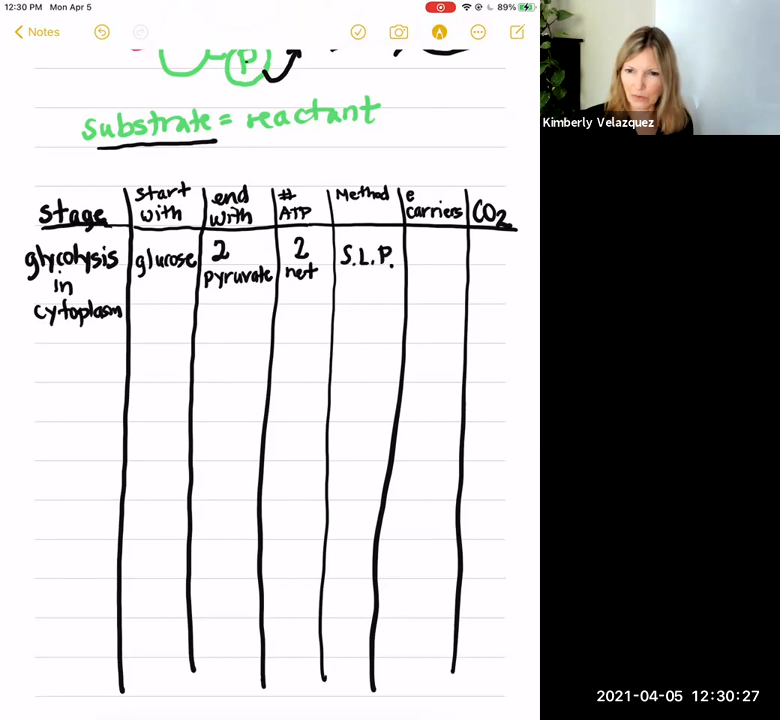 12:30 PM Mon Apr 5
89%
Notes
P
substrate = reactant
stage
start with
end with
# ATP
Method
e carriers
CO2
glycolysis in cytoplasm
glucose
2 pyruvate
2 net
S.L.P.
Kimberly Velazquez
2021-04-05 12:30:27